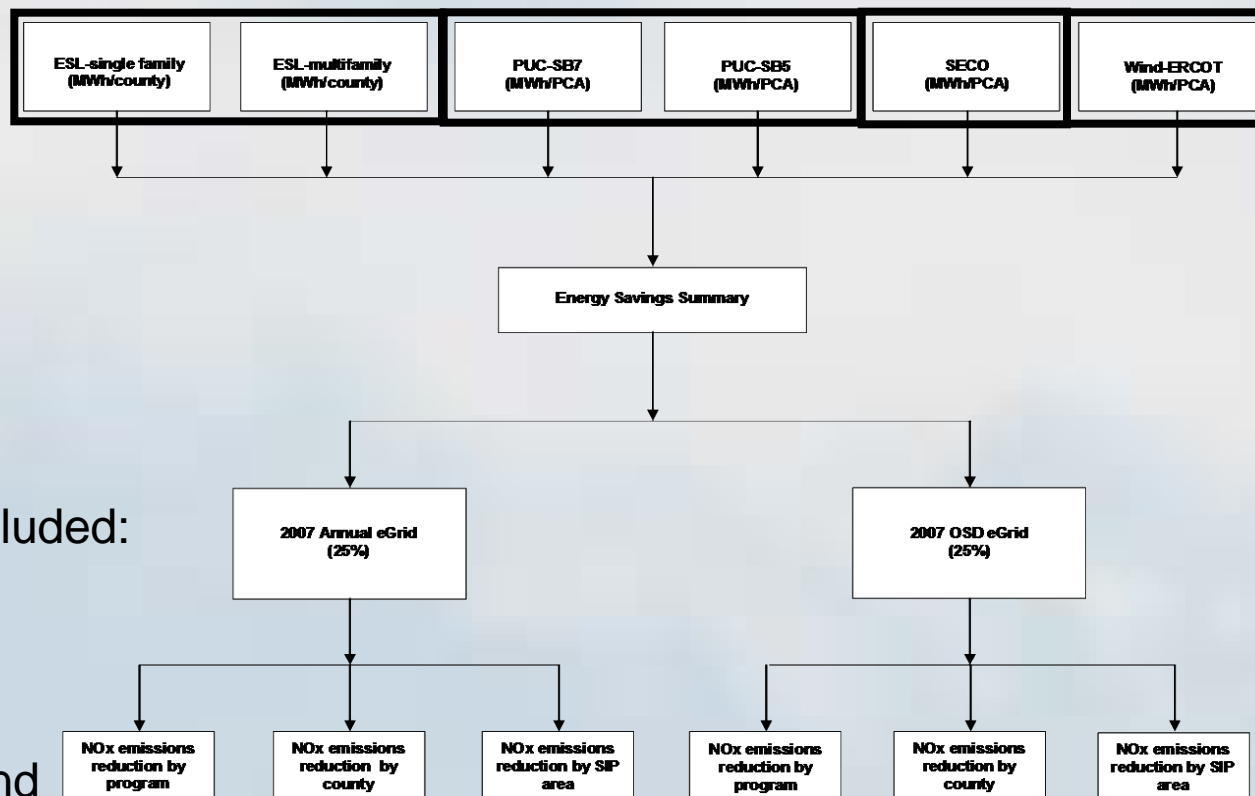 ESL-single family
(MWh/county)
ESL-multifamily
(MWh/county)
PUC-SB7
(MWh/PCA)
PUC-SB5
(MWh/PCA)
SECO
(MWh/PCA)
Wind-ERCOT
(MWh/PCA)
Energy Savings Summary
cluded:
2007 Annual eGrid
(25%)
2007 OSD eGrid
(25%)
nd
NOx emissions
reduction by
program
NOx emissions
reduction by
county
NOx emissions
reduction by SIP
area
NOx emissions
reduction by
program
NOx emissions
reduction by
county
NOx emissions
reduction by SIP
area